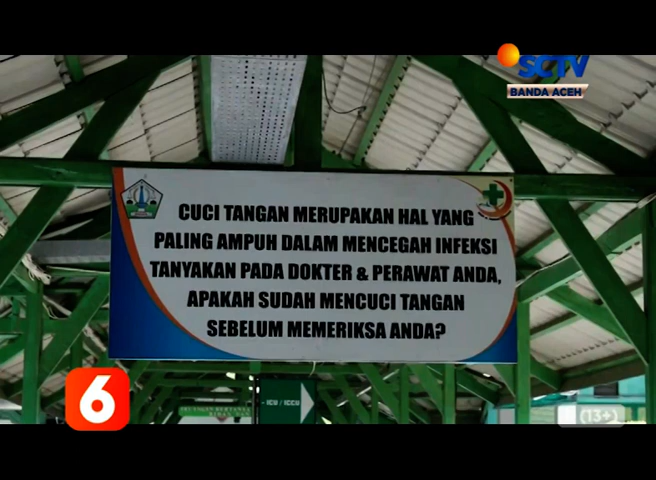 SCTV
BANDA ACEH
CUCI TANGAN MERUPAKAN HAL YANG
PALING AMPUH DALAM MENCEGAH INFEKSI
TANYAKAN PADA DOKTER & PERAWAT ANDA,
APAKAH SUDAH MENCUCI TANGAN
SEBELUM MEMERIKSA ANDA?
6
ICU / ICCU
(13+)